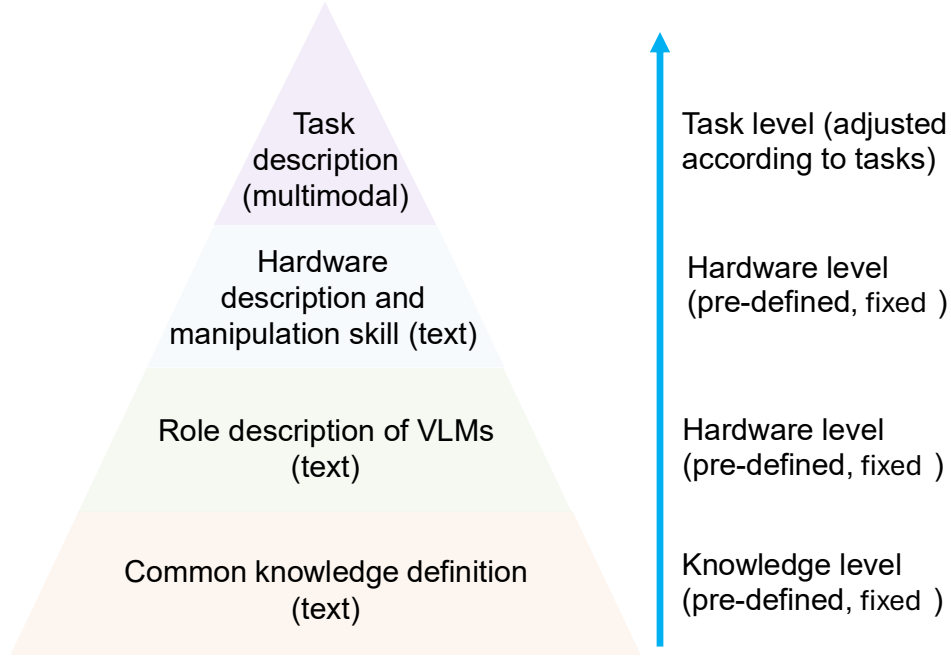 Task
description
(multimodal)
Task level (adjusted
according to tasks)
Hardware
description and
manipulation skill (text)
Hardware level
(pre-defined, fixed )
Role description of VLMs
(text)
Hardware level
(pre-defined, fixed )
Common knowledge definition
(text)
Knowledge level
(pre-defined, fixed )